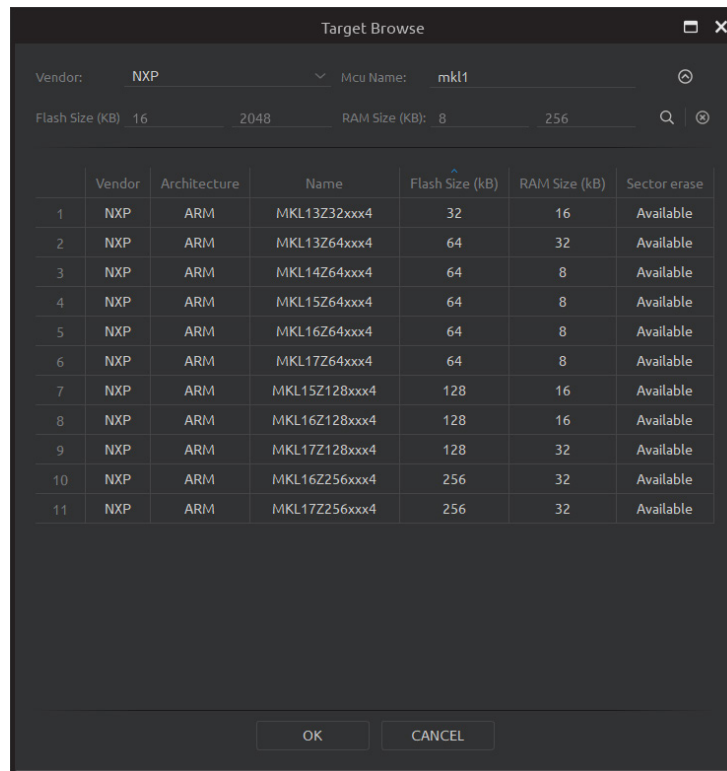 Target Browse
Vendor: NXP Mcu Name: mkl1
Flash Size (KB) 16 2048 RAM Size (KB): 8 256
Vendor Architecture Name Flash Size (kB) RAM Size (kB) Sector erase
1 NXP ARM MKL13Z32xxx4 32 16 Available
2 NXP ARM MKL13Z64xxx4 64 32 Available
3 NXP ARM MKL14Z64xxx4 64 8 Available
4 NXP ARM MKL15Z64xxx4 64 8 Available
5 NXP ARM MKL16Z64xxx4 64 8 Available
6 NXP ARM MKL17Z64xxx4 64 8 Available
7 NXP ARM MKL15Z128xxx4 128 16 Available
8 NXP ARM MKL16Z128xxx4 128 16 Available
9 NXP ARM MKL17Z128xxx4 128 32 Available
10 NXP ARM MKL16Z256xxx4 256 32 Available
11 NXP ARM MKL17Z256xxx4 256 32 Available
OK CANCEL